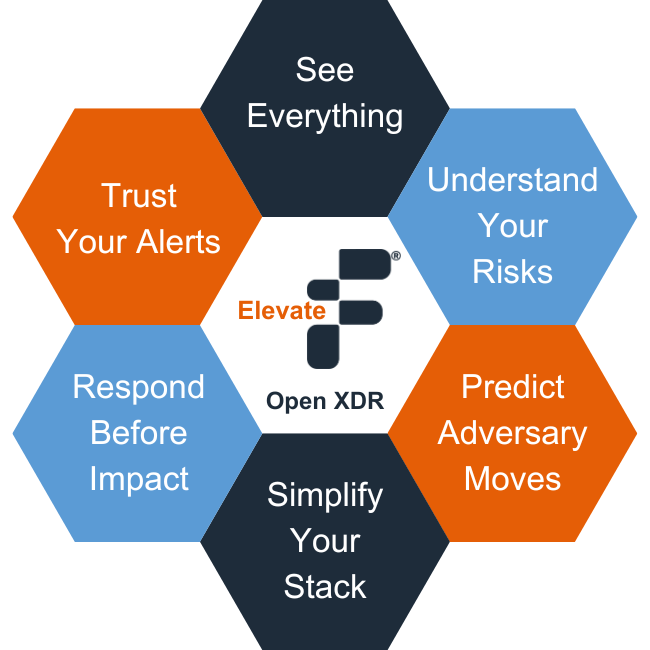 See
Everything
Understand
Your
Risks
Predict
Adversary
Moves
Simplify
Your
Stack
Respond
Before
Impact
Trust
Your Alerts
Elevate
®
Open XDR